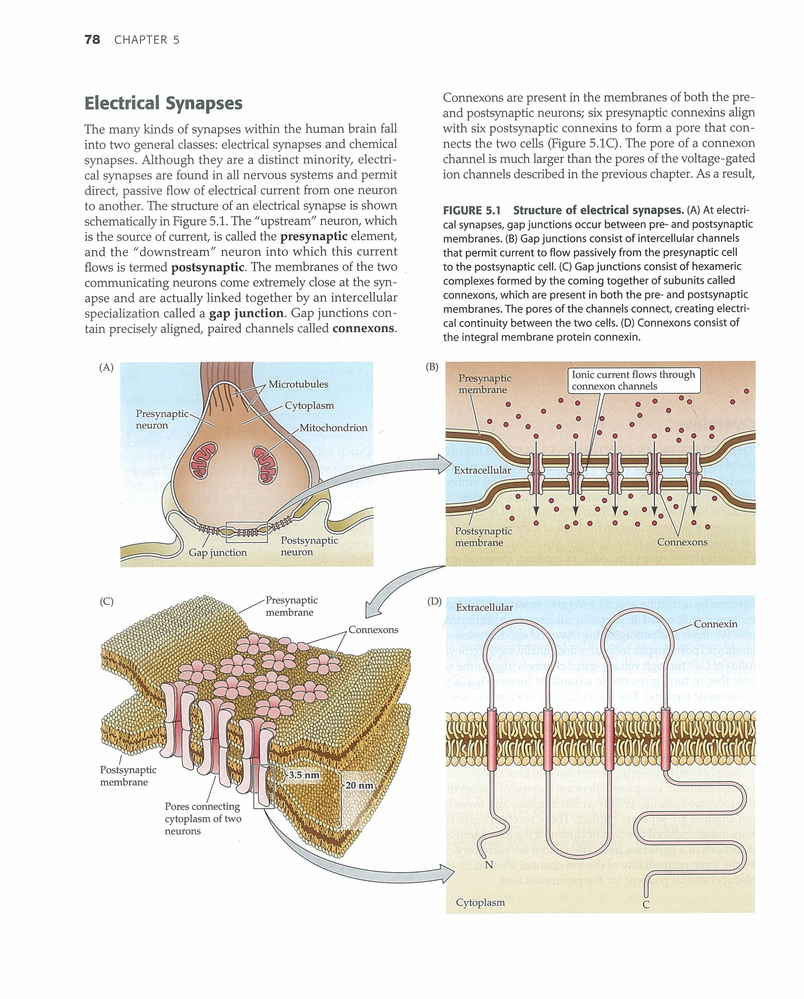 78 CHAPTER 5
Electrical Synapses
The many kinds of synapses within the human brain fall
into two general classes: electrical synapses and chemical
synapses. Although they are a distinct minority, electri-
cal synapses are found in all nervous systems and permit
direct, passive flow of electrical current from one neuron
to another. The structure of an electrical synapse is shown
schematically in Figure 5.1. The "upstream" neuron, which
is the source of current, is called the presynaptic element,
and the "downstream" neuron into which this current
flows is termed postsynaptic. The membranes of the two
communicating neurons come extremely close at the syn-
apse and are actually linked together by an intercellular
specialization called a gap junction. Gap junctions con-
tain precisely aligned, paired channels called connexons.
Connexons are present in the membranes of both the pre-
and postsynaptic neurons; six presynaptic connexins align
with six postsynaptic connexins to form a pore that con-
nects the two cells (Figure 5.1C). The pore of a connexon
channel is much larger than the pores of the voltage-gated
ion channels described in the previous chapter. As a result,
FIGURE 5.1 Structure of electrical synapses. (A) At electri-
cal synapses, gap junctions occur between pre- and postsynaptic
membranes. (B) Gap junctions consist of intercellular channels
that permit current to flow passively from the presynaptic cell
to the postsynaptic cell. (C) Gap junctions consist of hexameric
complexes formed by the coming together of subunits called
connexons, which are present in both the pre- and postsynaptic
membranes. The pores of the channels connect, creating electri-
cal continuity between the two cells. (D) Connexons consist of
the integral membrane protein connexin.
(A)
Microtubules
Cytoplasm
Presynaptic
neuron
Mitochondrion
Postsynaptic
neuron
Gap junction
(B)
Presynaptic
membrane
Ionic current flows through
connexon channels
Extracellular
Postsynaptic
membrane
Connexons
(C)
Presynaptic
membrane
Connexons
Postsynaptic
membrane
3.5 nm
20 nm
Pores connecting
cytoplasm of two
neurons
(D)
Extracellular
Connexin
N
Cytoplasm
C